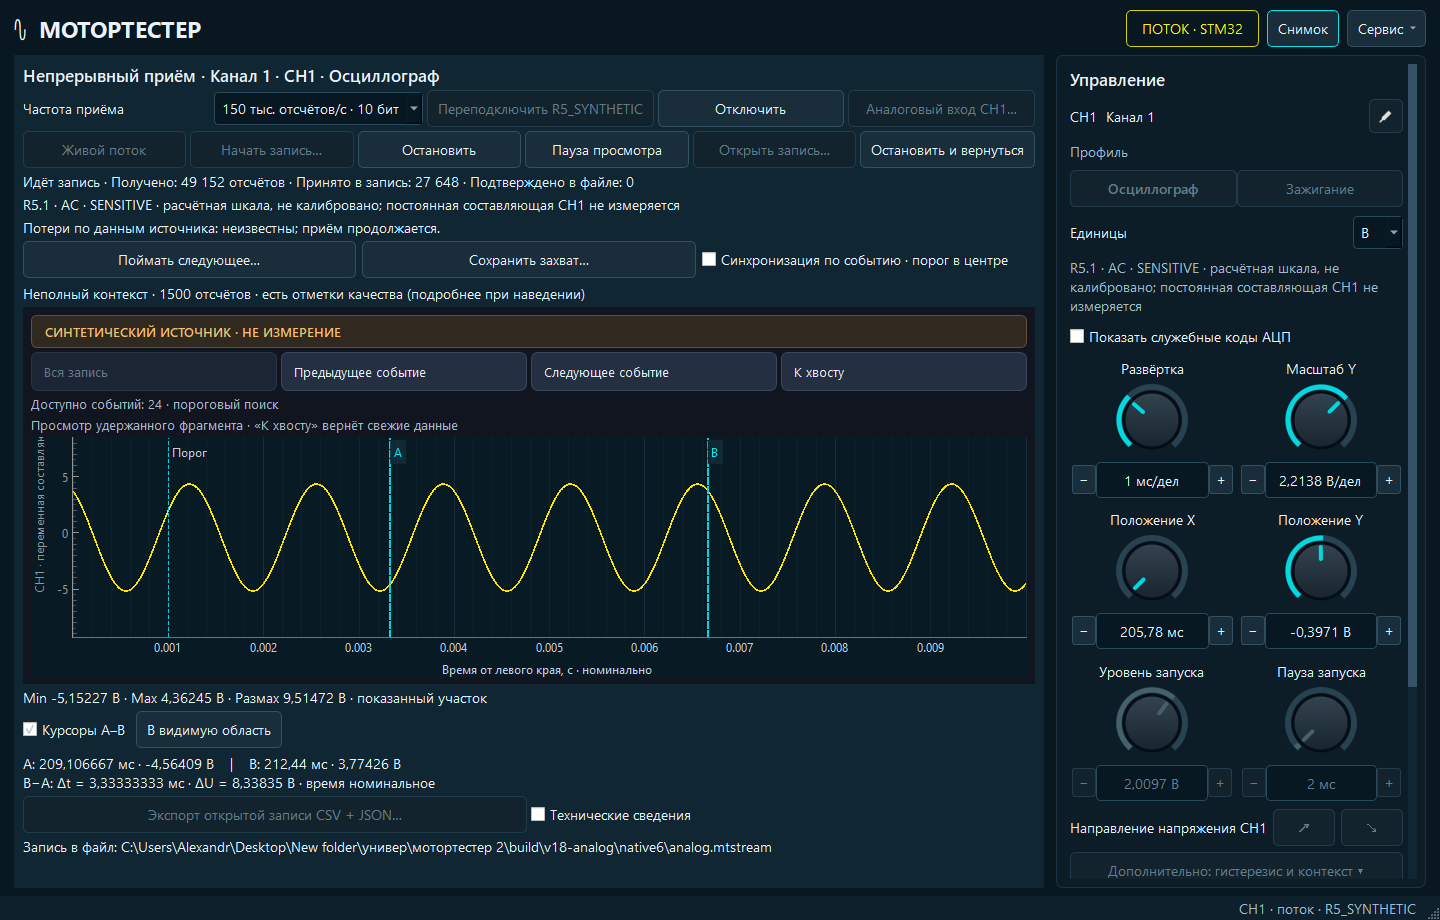 МОТОРТЕСТЕР
ПОТОК · STM32
Снимок
Сервис
Непрерывный приём · Канал 1 · CH1 · Осциллограф
Частота приёма
150 тыс. отсчётов/с · 10 бит
Переподключить R5_SYNTHETIC
Отключить
Аналоговый вход CH1...
Живой поток
Начать запись...
Остановить
Пауза просмотра
Открыть запись...
Остановить и вернуться
Идёт запись · Получено: 49 152 отсчётов · Принято в запись: 27 648 · Подтверждено в файле: 0
R5.1 · AC · SENSITIVE · расчётная шкала, не калибровано; постоянная составляющая CH1 не измеряется
Потери по данным источника: неизвестны; приём продолжается.
Поймать следующее...
Сохранить захват...
Синхронизация по событию · порог в центре
Неполный контекст · 1500 отсчётов · есть отметки качества (подробнее при наведении)
СИНТЕТИЧЕСКИЙ ИСТОЧНИК · НЕ ИЗМЕРЕНИЕ
Вся запись
Предыдущее событие
Следующее событие
К хвосту
Доступно событий: 24 · пороговый поиск
Просмотр удержанного фрагмента · «К хвосту» вернёт свежие данные
CH1 · переменная составляю
Порог
A
B
5
0
-5
0.001
0.002
0.003
0.004
0.005
0.006
0.007
0.008
0.009
Время от левого края, с · номинально
Min -5,15227 В · Max 4,36245 В · Размах 9,51472 В · показанный участок
Курсоры A–B
В видимую область
A: 209,106667 мс · -4,56409 В | B: 212,44 мс · 3,77426 В
B−A: Δt = 3,33333333 мс · ΔU = 8,33835 В · время номинальное
Экспорт открытой записи CSV + JSON...
Технические сведения
Запись в файл: C:\Users\Alexandr\Desktop\New folder\универ\мотортестер 2\build\v18-analog\native6\analog.mtstream
Управление
CH1 Канал 1
Профиль
Осциллограф
Зажигание
Единицы
В
R5.1 · AC · SENSITIVE · расчётная шкала, не
калибровано; постоянная составляющая CH1 не
измеряется
Показать служебные коды АЦП
Развёртка
Масштаб Y
− 1 мс/дел +
− 2,2138 В/дел +
Положение X
Положение Y
− 205,78 мс +
− -0,3971 В +
Уровень запуска
Пауза запуска
− 2,0097 В +
− 2 мс +
Направление напряжения CH1
Дополнительно: гистерезис и контекст
CH1 · поток · R5_SYNTHETIC